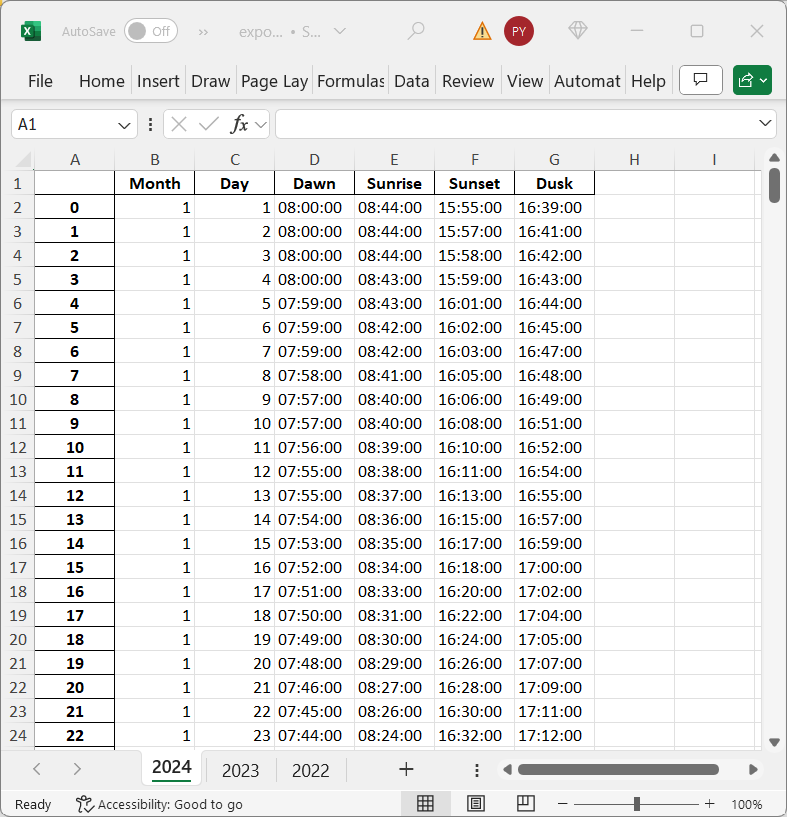 AutoSave Off ›› expo... • S... PY
File Home Insert Draw Page Lay Formulas Data Review View Automat Help
A1 fx
A B C D E F G H I
1 Month Day Dawn Sunrise Sunset Dusk
2 0 1 1 08:00:00 08:44:00 15:55:00 16:39:00
3 1 1 2 08:00:00 08:44:00 15:57:00 16:41:00
4 2 1 3 08:00:00 08:44:00 15:58:00 16:42:00
5 3 1 4 08:00:00 08:43:00 15:59:00 16:43:00
6 4 1 5 07:59:00 08:43:00 16:01:00 16:44:00
7 5 1 6 07:59:00 08:42:00 16:02:00 16:45:00
8 6 1 7 07:59:00 08:42:00 16:03:00 16:47:00
9 7 1 8 07:58:00 08:41:00 16:05:00 16:48:00
10 8 1 9 07:57:00 08:40:00 16:06:00 16:49:00
11 9 1 10 07:57:00 08:40:00 16:08:00 16:51:00
12 10 1 11 07:56:00 08:39:00 16:10:00 16:52:00
13 11 1 12 07:55:00 08:38:00 16:11:00 16:54:00
14 12 1 13 07:55:00 08:37:00 16:13:00 16:55:00
15 13 1 14 07:54:00 08:36:00 16:15:00 16:57:00
16 14 1 15 07:53:00 08:35:00 16:17:00 16:59:00
17 15 1 16 07:52:00 08:34:00 16:18:00 17:00:00
18 16 1 17 07:51:00 08:33:00 16:20:00 17:02:00
19 17 1 18 07:50:00 08:31:00 16:22:00 17:04:00
20 18 1 19 07:49:00 08:30:00 16:24:00 17:05:00
21 19 1 20 07:48:00 08:29:00 16:26:00 17:07:00
22 20 1 21 07:46:00 08:27:00 16:28:00 17:09:00
23 21 1 22 07:45:00 08:26:00 16:30:00 17:11:00
24 22 1 23 07:44:00 08:24:00 16:32:00 17:12:00
2024 2023 2022 +
Ready Accessibility: Good to go − + 100%